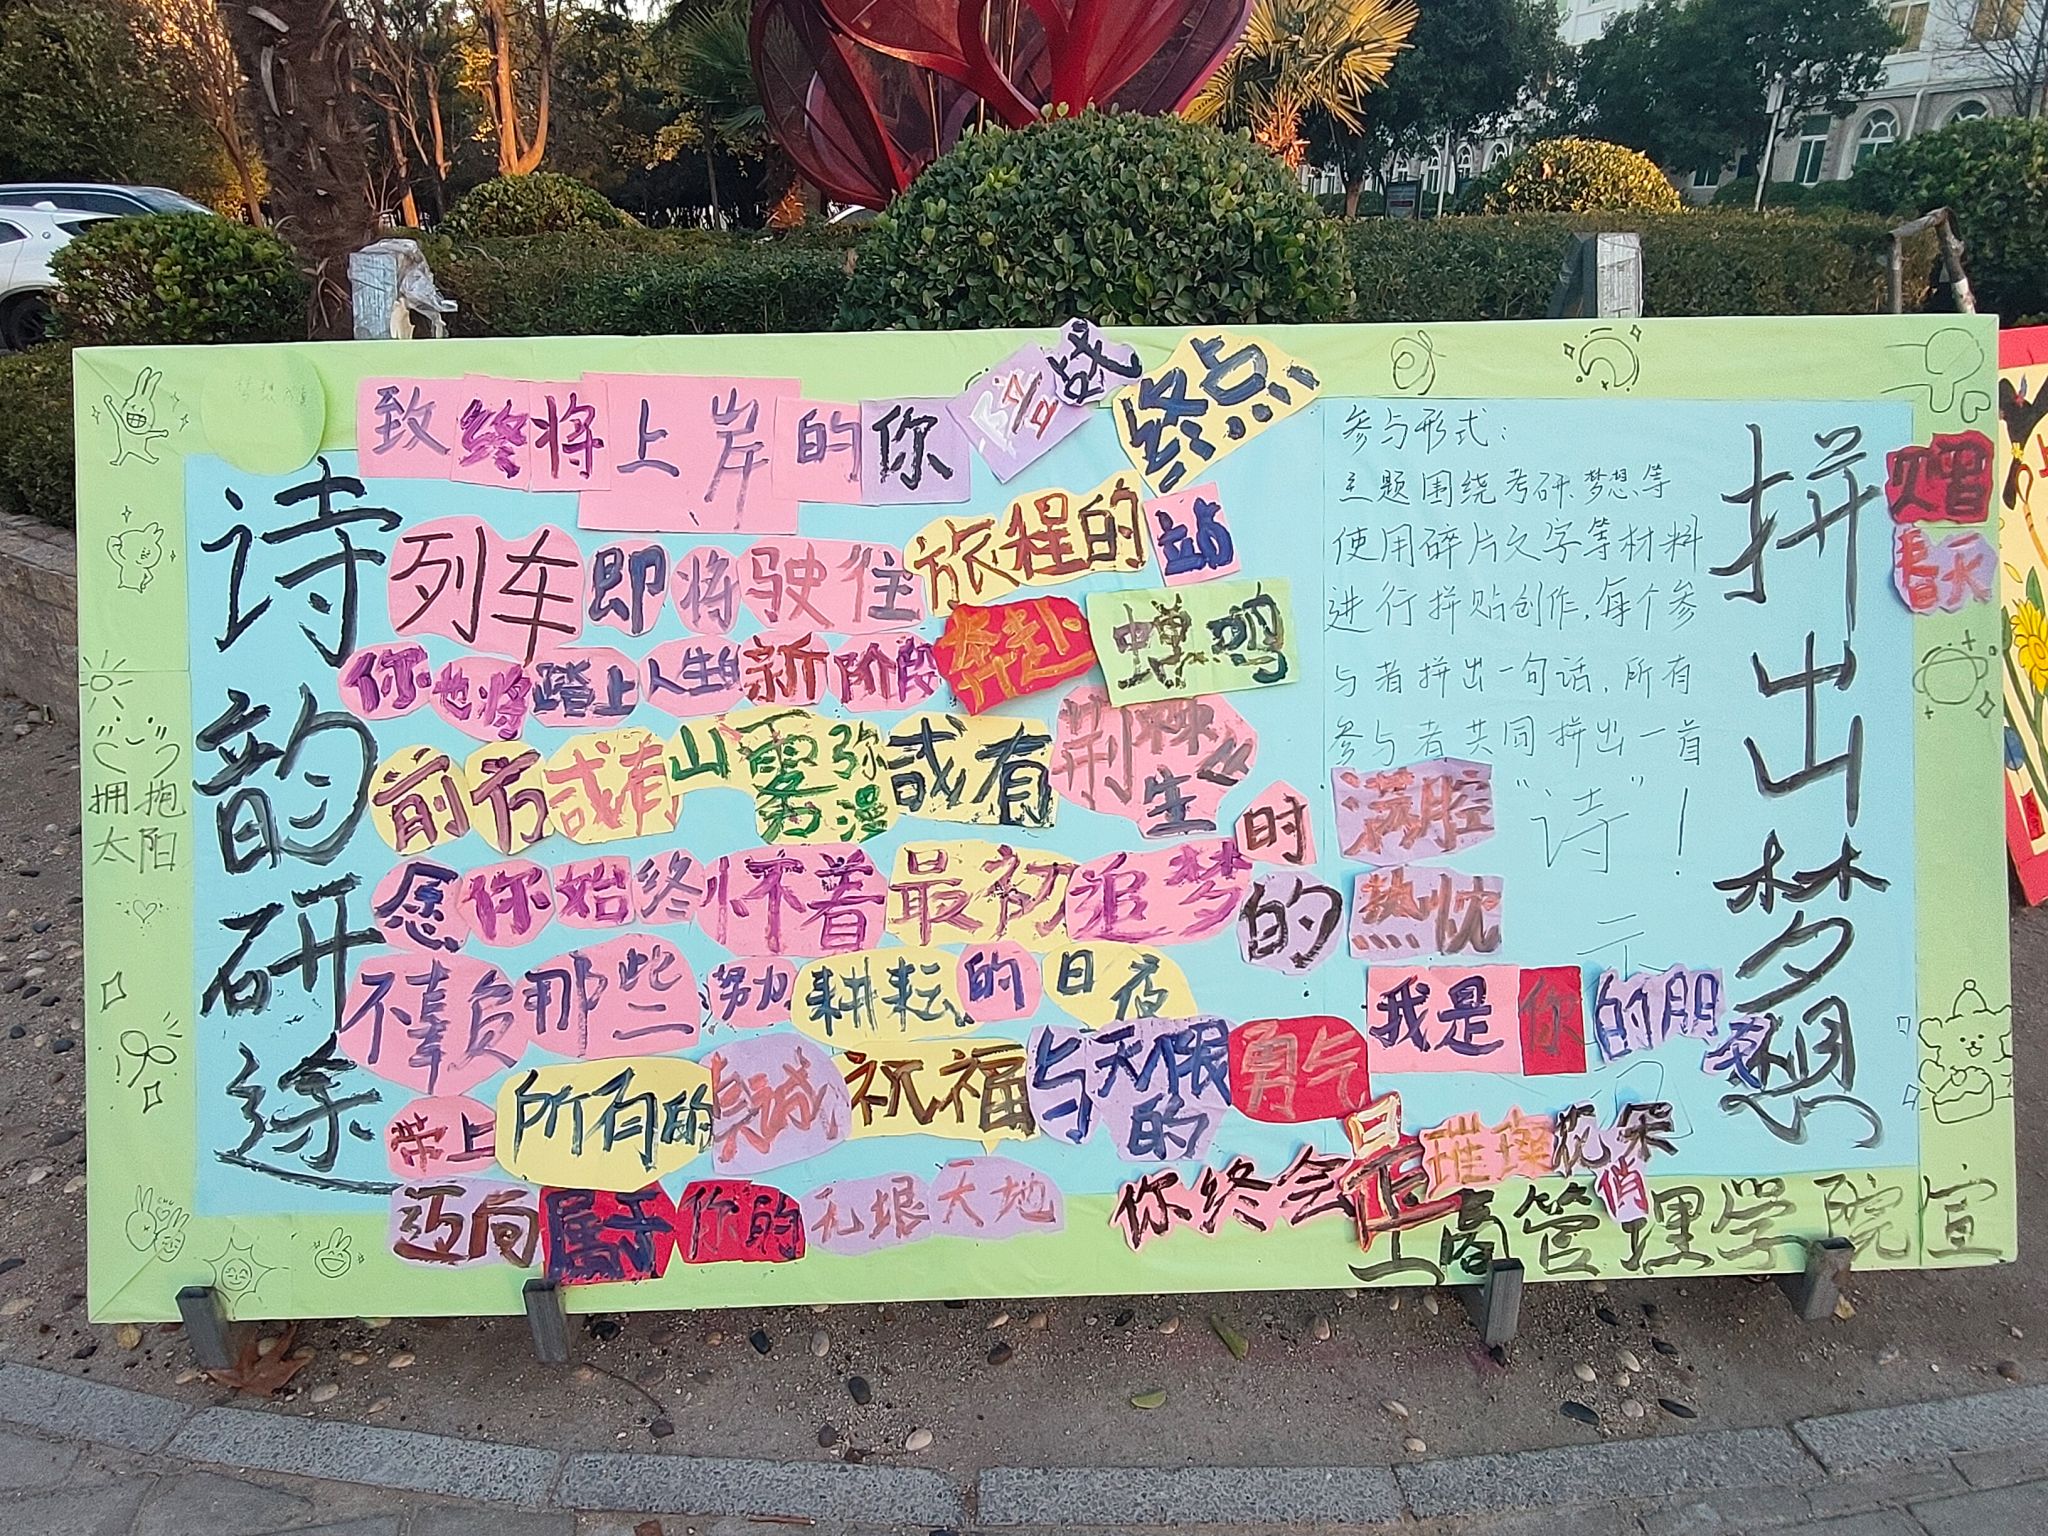 诗韵研途
致终将上岸的你
终点
列车即将驶往旅程的站
你也将踏上人生的新阶段
奔赴
蝉鸣
前方或有山雾弥漫或有荆棘丛生
愿你始终怀着最初追梦时的满腔热忱
不辜负那些努力耕耘的日夜
带上所有的真诚祝福与无限的勇气
迈向属于你的无垠天地
我是你的朋友
你终会是璀璨花朵
俏
参与形式:
主题围绕考研、梦想等
使用碎片文字等材料
进行拼贴创作,每个参
与者拼出一句话,所有
参与者共同拼出一首
“诗”!
拼出梦想
春天
拥抱
太阳
工商管理学院宣